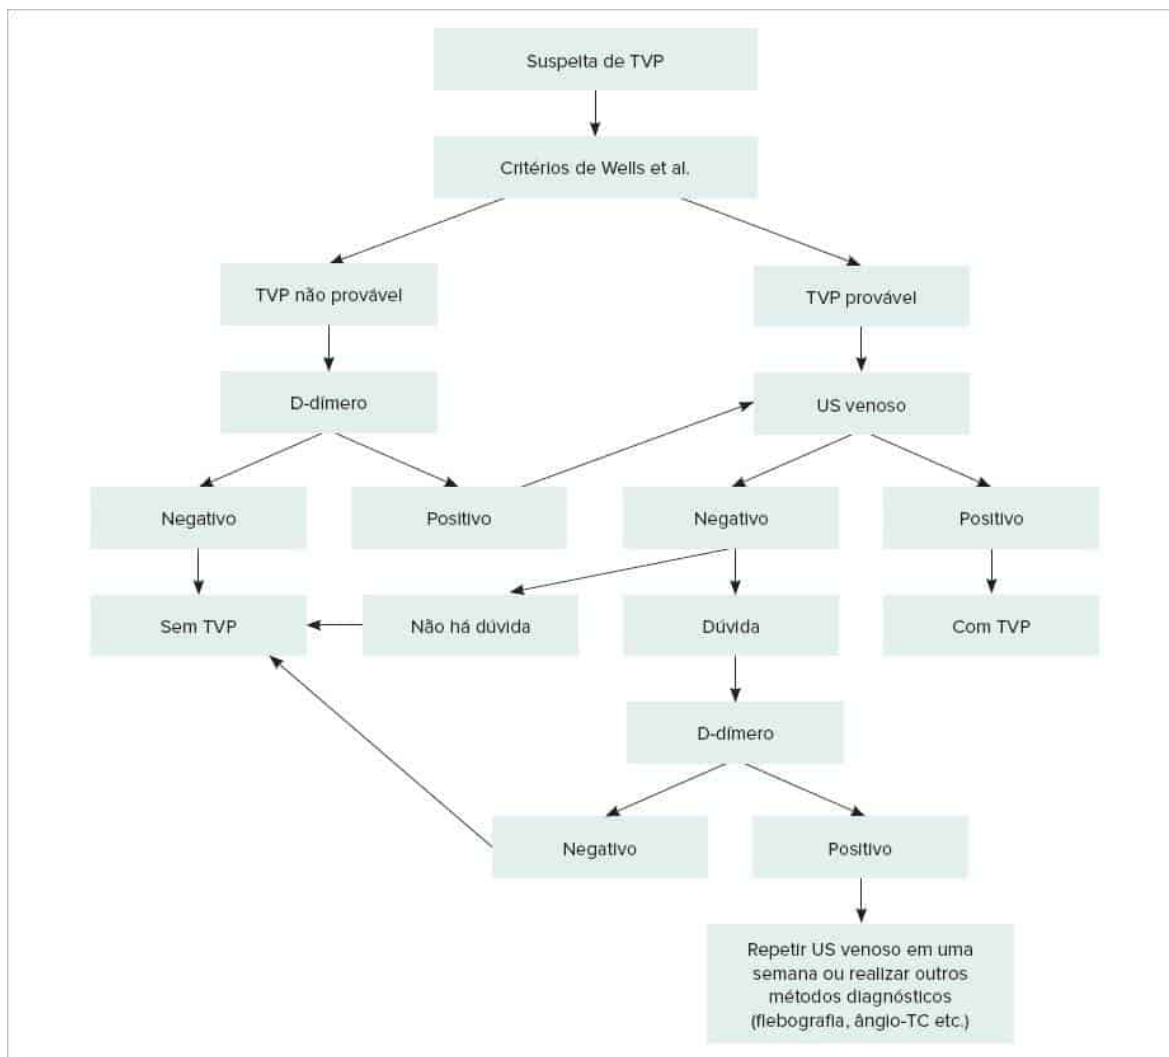 Suspeita de TVP
Critérios de Wells et al.
TVP não provável
TVP provável
D-dímero
US venoso
Negativo
Positivo
Negativo
Positivo
Sem TVP
Não há dúvida
Dúvida
Com TVP
D-dímero
Negativo
Positivo
Repetir US venoso em uma
semana ou realizar outros
métodos diagnósticos
(flebografia, ângio-TC etc.)